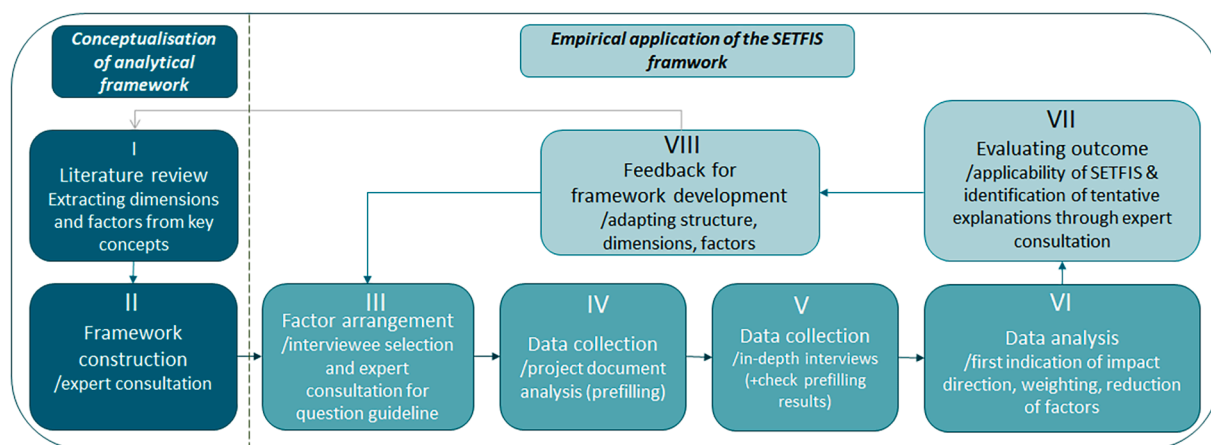 Conceptualisation
of analytical
framework
Empirical application of the SETFIS
framwork
I
Literature review
Extracting dimensions
and factors from key
concepts
II
Framework
construction
/expert consultation
III
Factor arrangement
/interviewee selection
and expert
consultation for
question guideline
IV
Data collection
/project document
analysis (prefilling)
V
Data collection
/in-depth interviews
(+check prefilling
results)
VI
Data analysis
/first indication of impact
direction, weighting, reduction
of factors
VII
Evaluating outcome
/applicability of SETFIS &
identification of tentative
explanations through expert
consultation
VIII
Feedback for
framework development
/adapting structure,
dimensions, factors